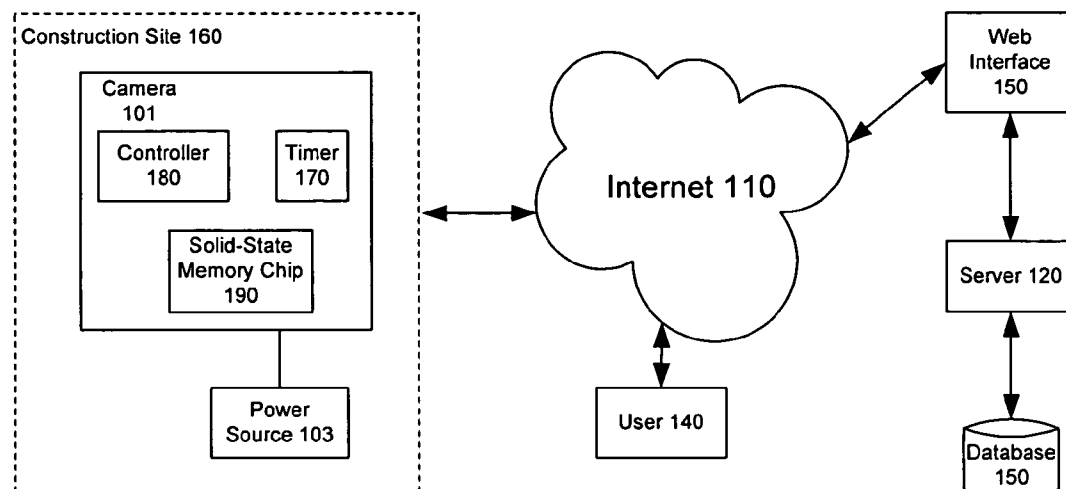 Construction Site 160
Camera
101
Controller
180
Timer
170
Solid-State
Memory Chip
190
Power
Source 103
Internet 110
User 140
Web
Interface
150
Server 120
Database
150